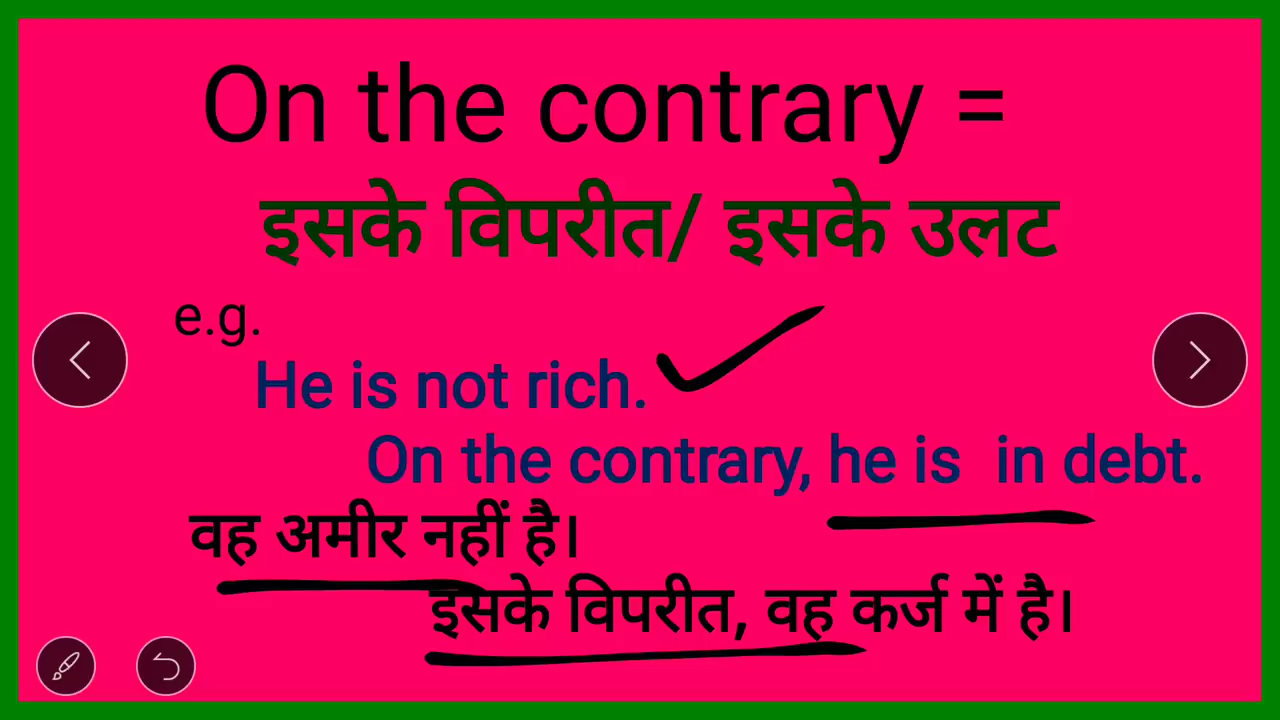 On the contrary =
इसके विपरीत/ इसके उलट
e.g.
He is not rich.
On the contrary, he is in debt.
वह अमीर नहीं है।
इसके विपरीत, वह कर्ज में है।